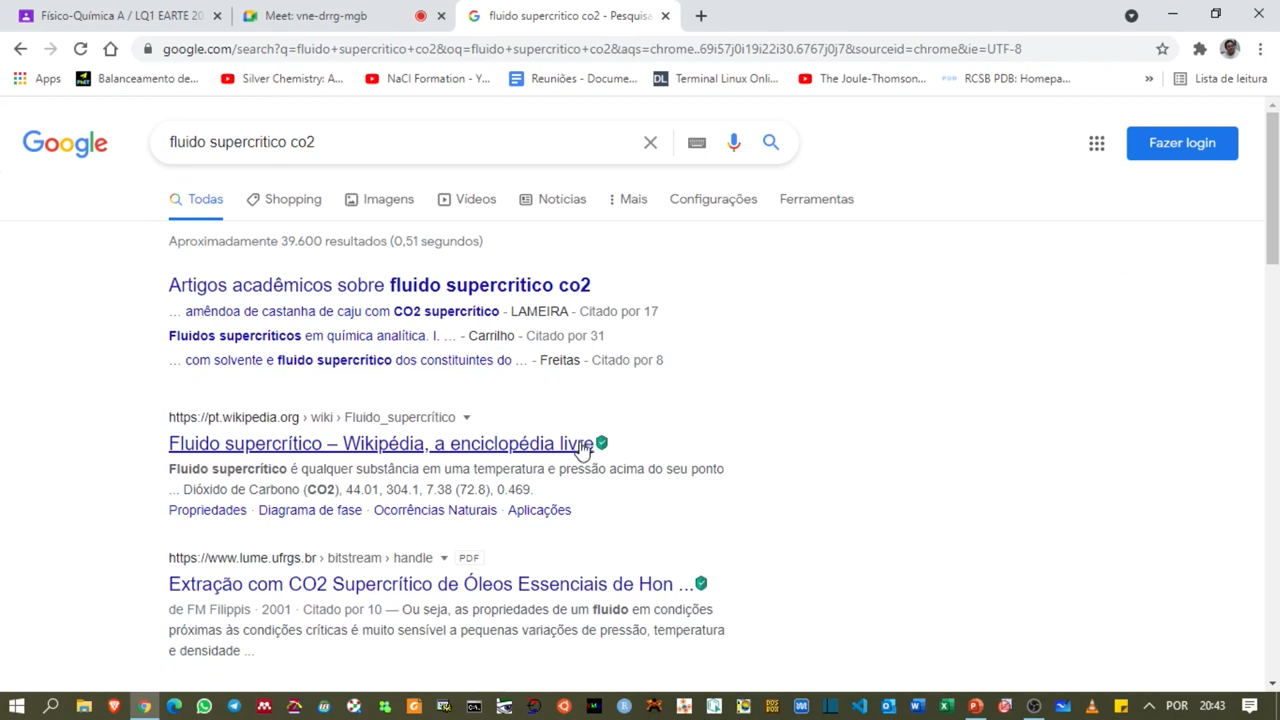 Físico-Química A / LQ1 EARTE 20
Meet: vne-drrg-mgb
fluido supercritico co2 - Pesquisa
google.com/search?q=fluido+supercritico+co2&oq=fluido+supercritico+co2&aqs=chrome..69i57j0i19i22i30.6767j0j7&sourceid=chrome&ie=UTF-8
Apps
Balanceamento de...
Silver Chemistry: A...
NaCl Formation - Y...
Reuniões - Docume...
Terminal Linux Onli...
The Joule-Thomson...
RCSB PDB: Homepa...
»
Lista de leitura
Google
fluido supercritico co2
Fazer login
Todas
Shopping
Imagens
Vídeos
Notícias
Mais
Configurações
Ferramentas
Aproximadamente 39.600 resultados (0,51 segundos)
Artigos acadêmicos sobre fluido supercritico co2
... amêndoa de castanha de caju com CO2 supercrítico - LAMEIRA - Citado por 17
Fluidos supercríticos em química analítica. I. ... - Carrilho - Citado por 31
... com solvente e fluido supercrítico dos constituintes do ... - Freitas - Citado por 8
https://pt.wikipedia.org › wiki › Fluido_supercrítico
Fluido supercrítico – Wikipédia, a enciclopédia livre
Fluido supercrítico é qualquer substância em uma temperatura e pressão acima do seu ponto
... Dióxido de Carbono (CO2), 44.01, 304.1, 7.38 (72.8), 0.469.
Propriedades · Diagrama de fase · Ocorrências Naturais · Aplicações
https://www.lume.ufrgs.br › bitstream › handle PDF
Extração com CO2 Supercrítico de Óleos Essenciais de Hon ...
de FM Filippis · 2001 · Citado por 10 — Ou seja, as propriedades de um fluido em condições
próximas às condições críticas é muito sensível a pequenas variações de pressão, temperatura
e densidade ...
POR
20:43